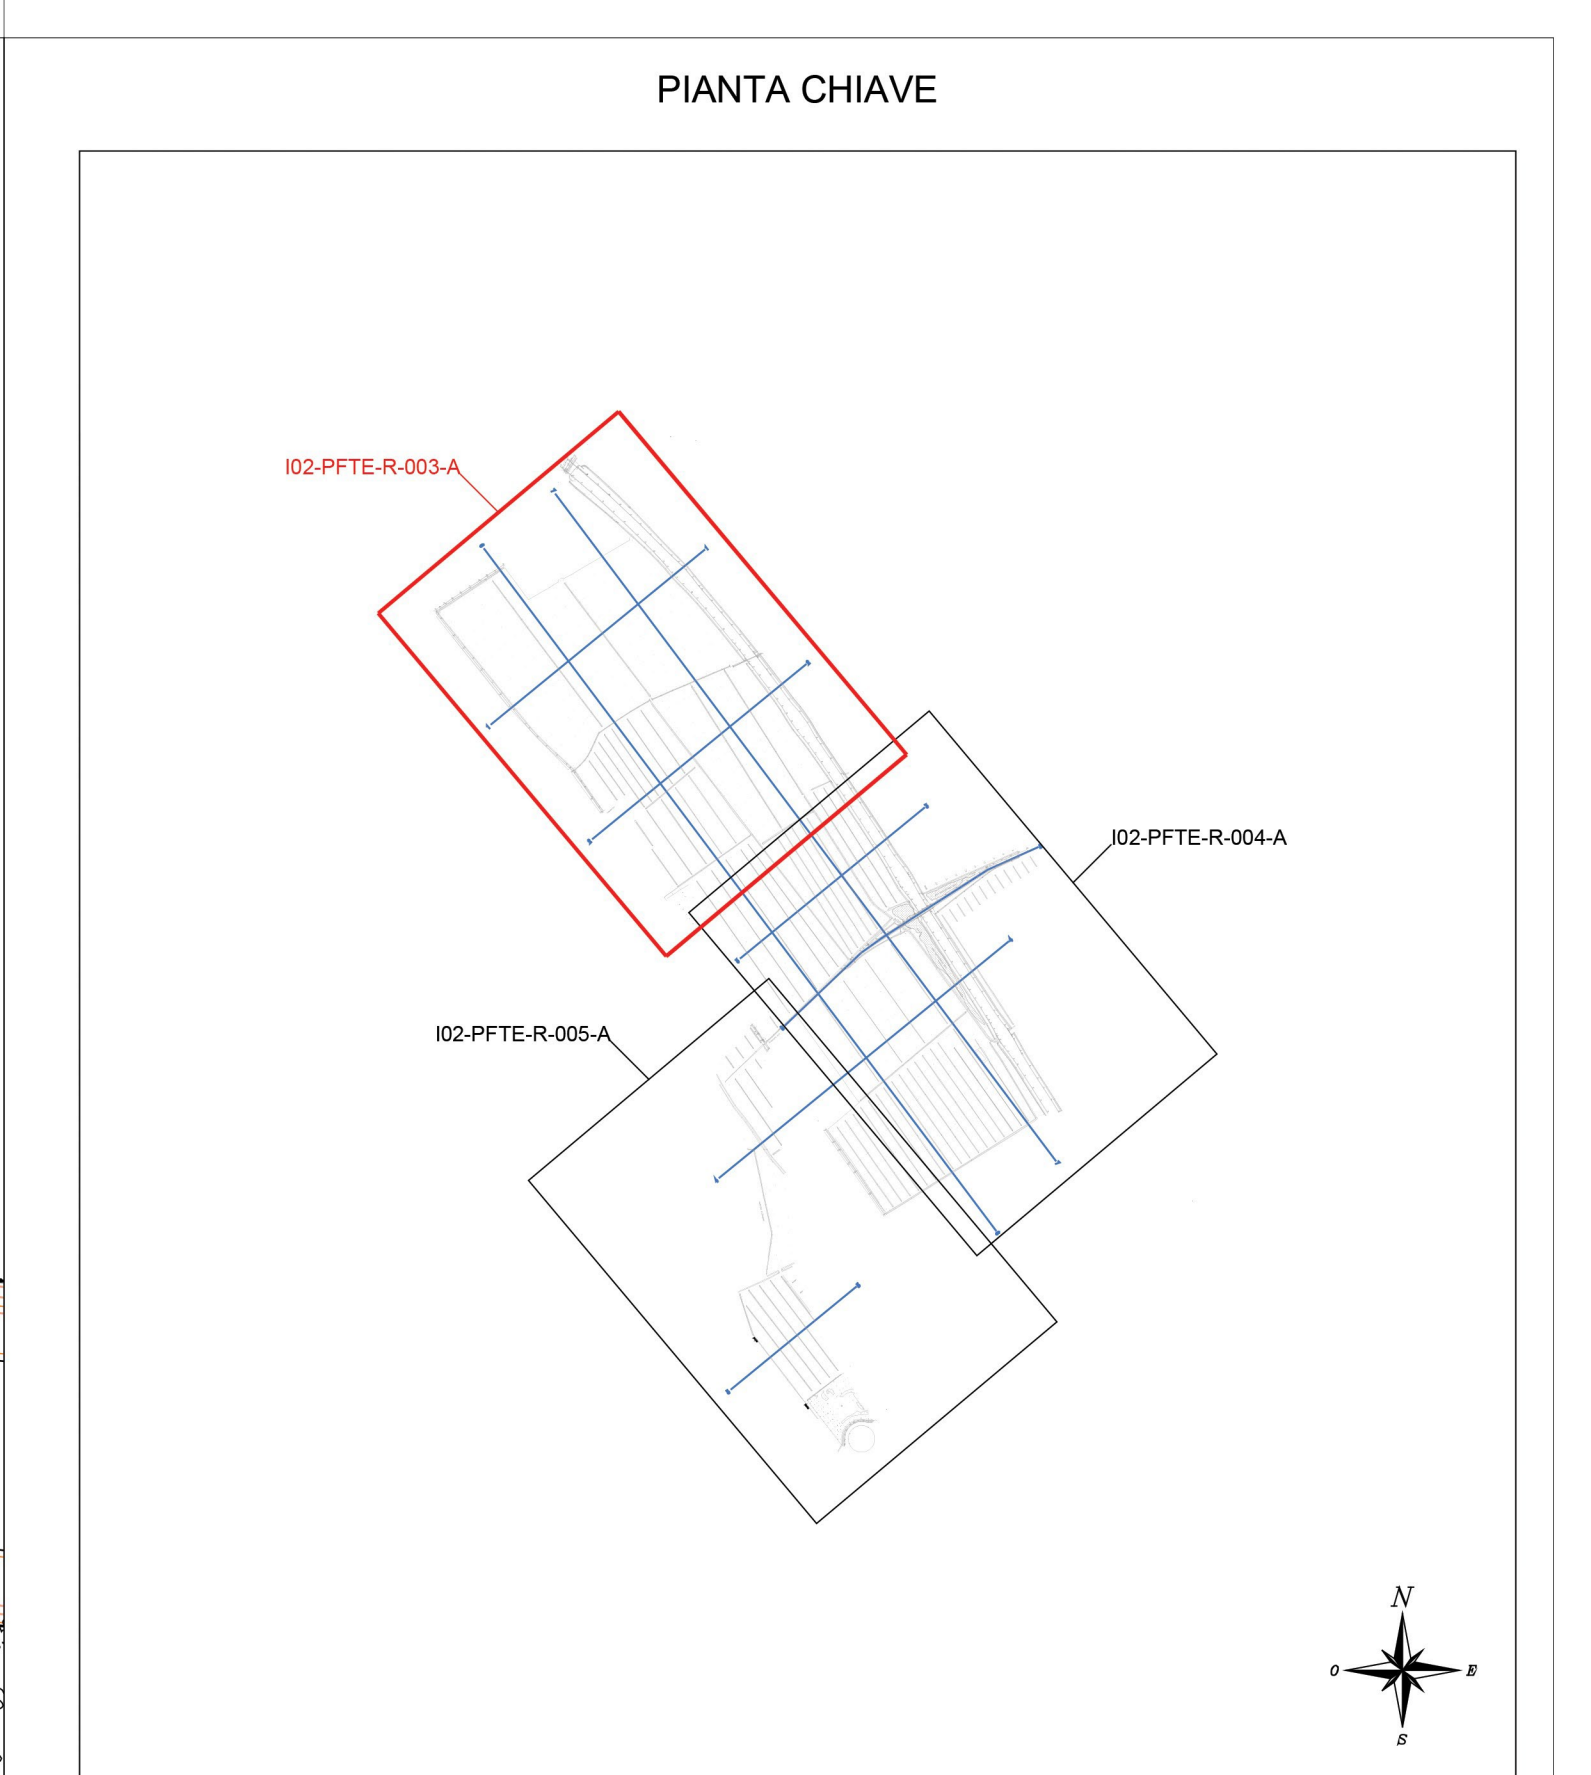 PIANTA CHIAVE
I02-PFTE-R-003-A
I02-PFTE-R-004-A
I02-PFTE-R-005-A
N
O
E
S